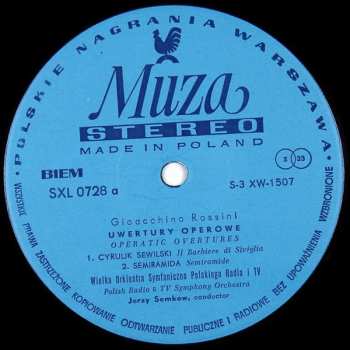 • POLSKIE NAGRANIA WARSZAWA •
Muza
STEREO
MADE IN POLAND
BIEM
SXL 0728 a
S-3 XW-1507
33
Gioacchino Rossini
UWERTURY OPEROWE
OPERATIC OVERTURES
1. CYRULIK SEWILSKI Il Barbiere di Siviglia
2. SEMIRAMIDA Semiramide
Wielka Orkiestra Symfoniczna Polskiego Radia i TV
Polish Radio & TV Symphony Orchestra
Jerzy Semkow, conductor
WSZYSTKIE PRAWA ZASTRZEŻONE KOPIOWANIE ODTWARZANIE PUBLICZNE I RADIOWE BEZ UPOWAŻNIENIA WZBRONIONE